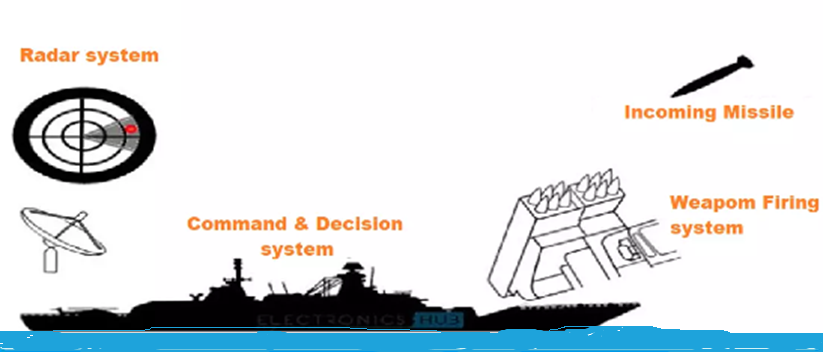 Radar system
Incoming Missile
Weapom Firing
system
Command & Decision
system
ELECTRONICS HUB